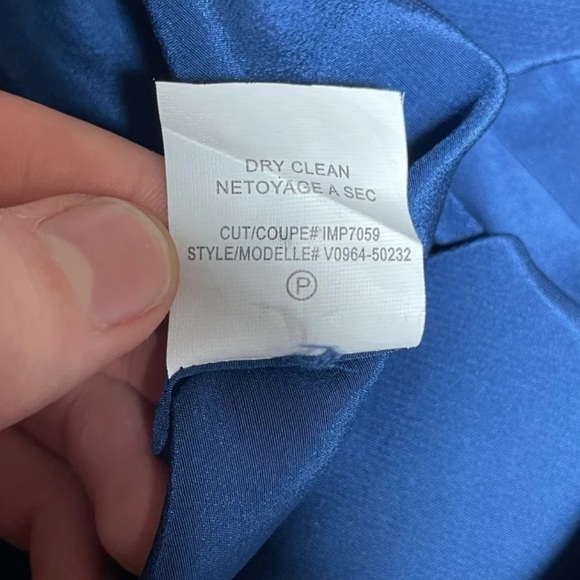 DRY CLEAN
NETOYAGE A SEC
CUT/COUPE# IMP7059
STYLE/MODELLE# V0964-50232
P